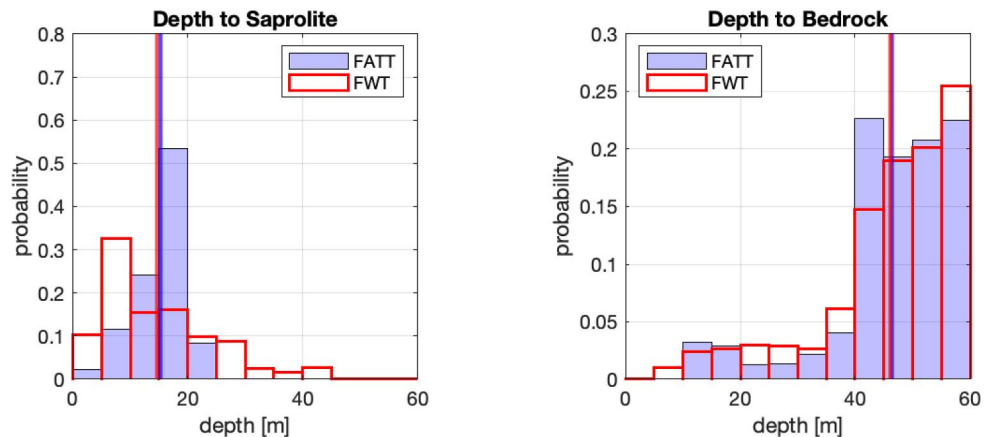 Depth to Saprolite
0.8
0.7
0.6
0.5
0.4
0.3
0.2
0.1
0
probability
FATT
FWT
0
20
40
60
depth [m]
Depth to Bedrock
0.3
0.25
0.2
0.15
0.1
0.05
0
probability
FATT
FWT
0
20
40
60
depth [m]